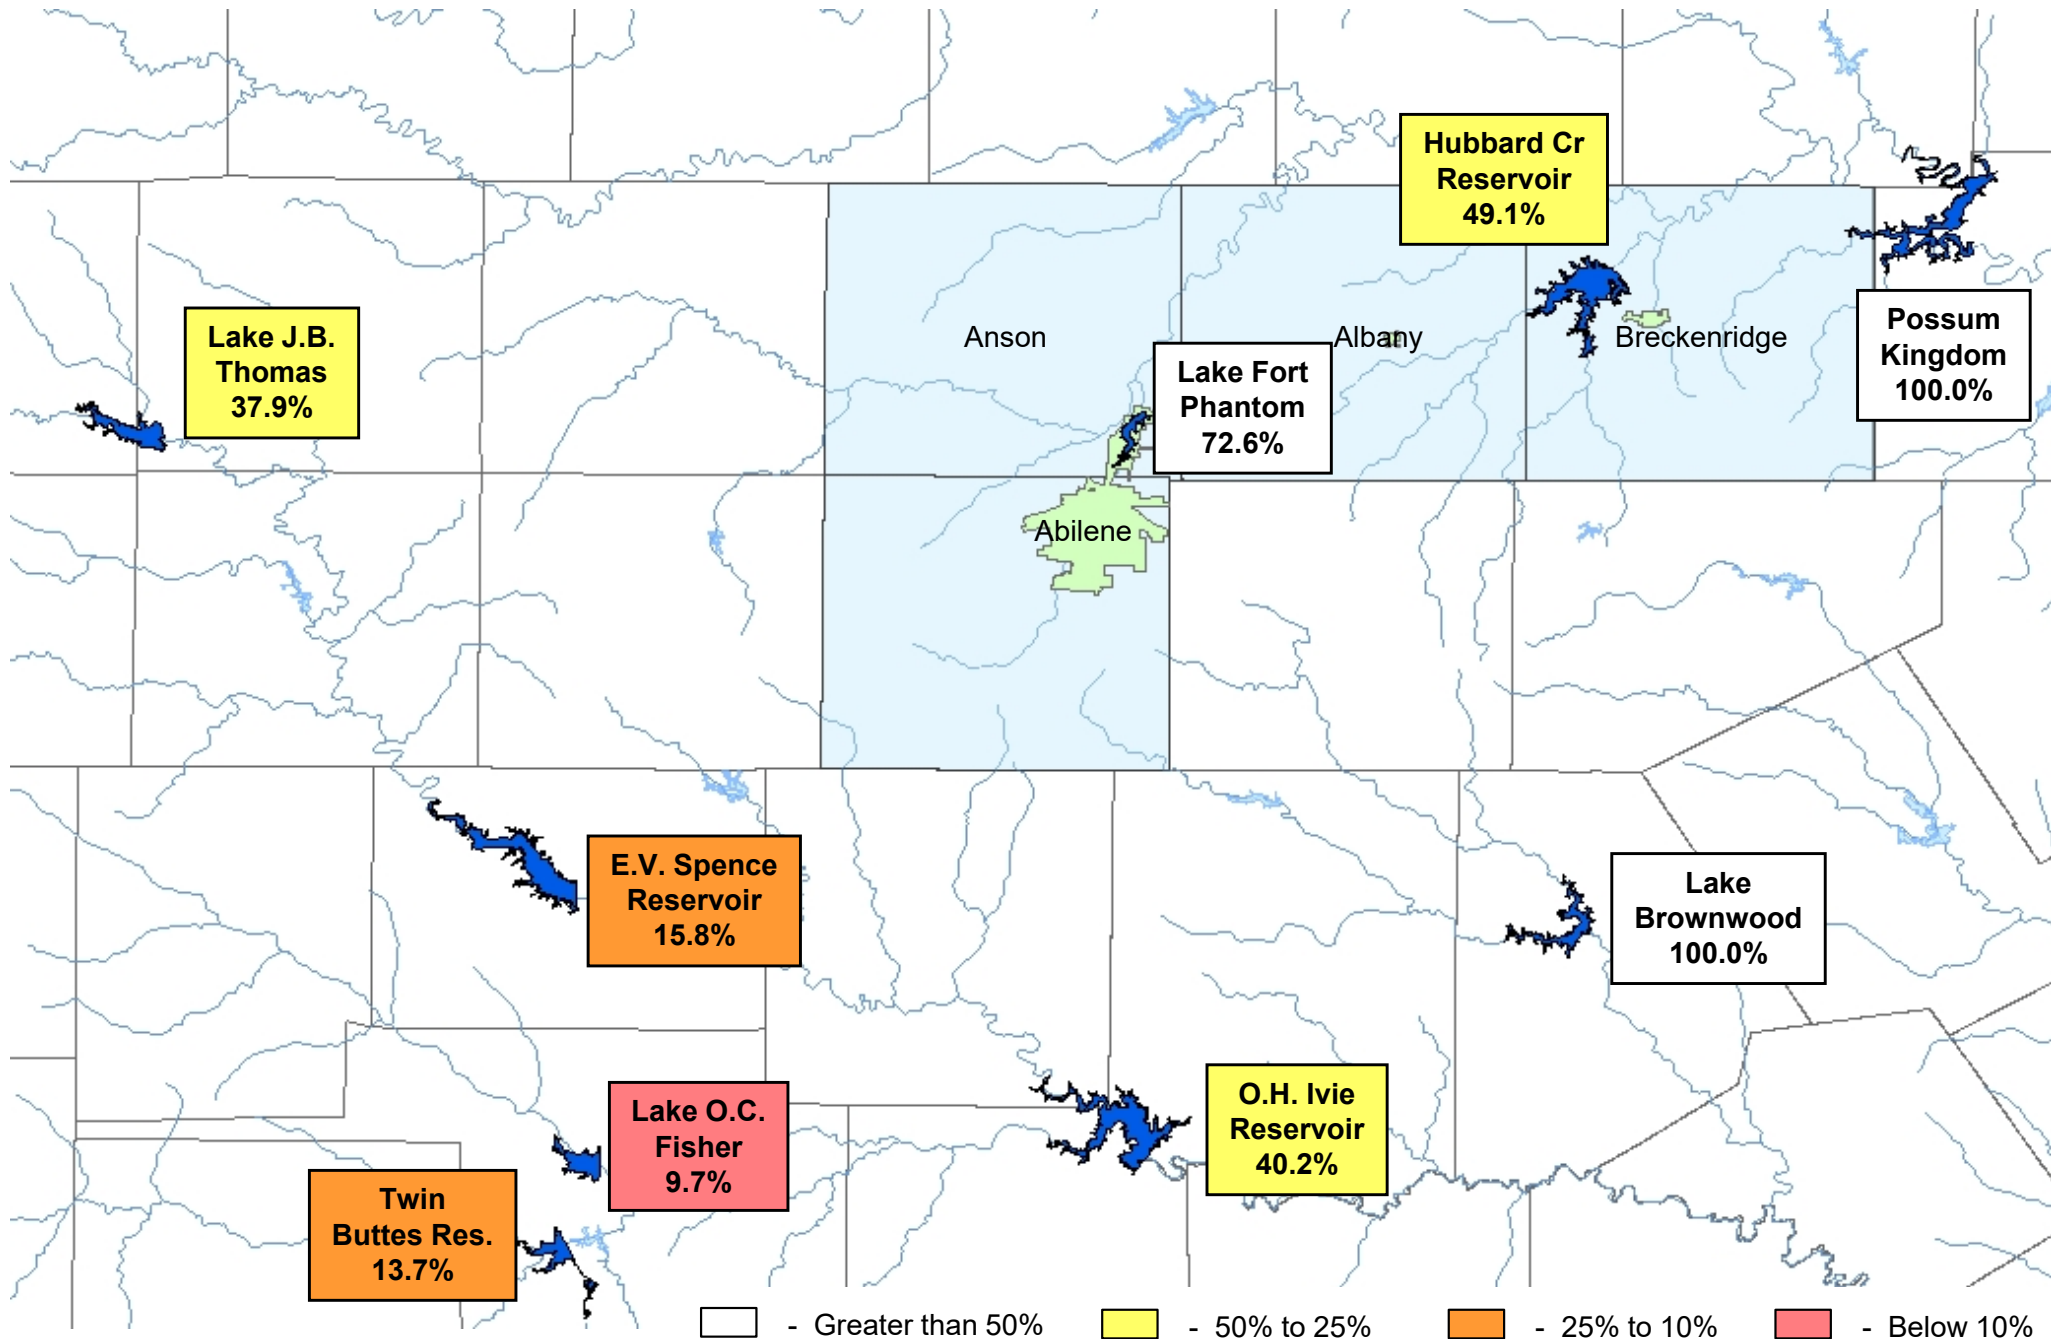 Hubbard Cr
Reservoir
49.1%
Lake J.B.
Thomas
37.9%
Anson
Albany
Breckenridge
Possum
Kingdom
100.0%
Lake Fort
Phantom
72.6%
Abilene
E.V. Spence
Reservoir
15.8%
Lake
Brownwood
100.0%
Lake O.C.
Fisher
9.7%
O.H. Ivie
Reservoir
40.2%
Twin
Buttes Res.
13.7%
- Greater than 50%
- 50% to 25%
- 25% to 10%
- Below 10%